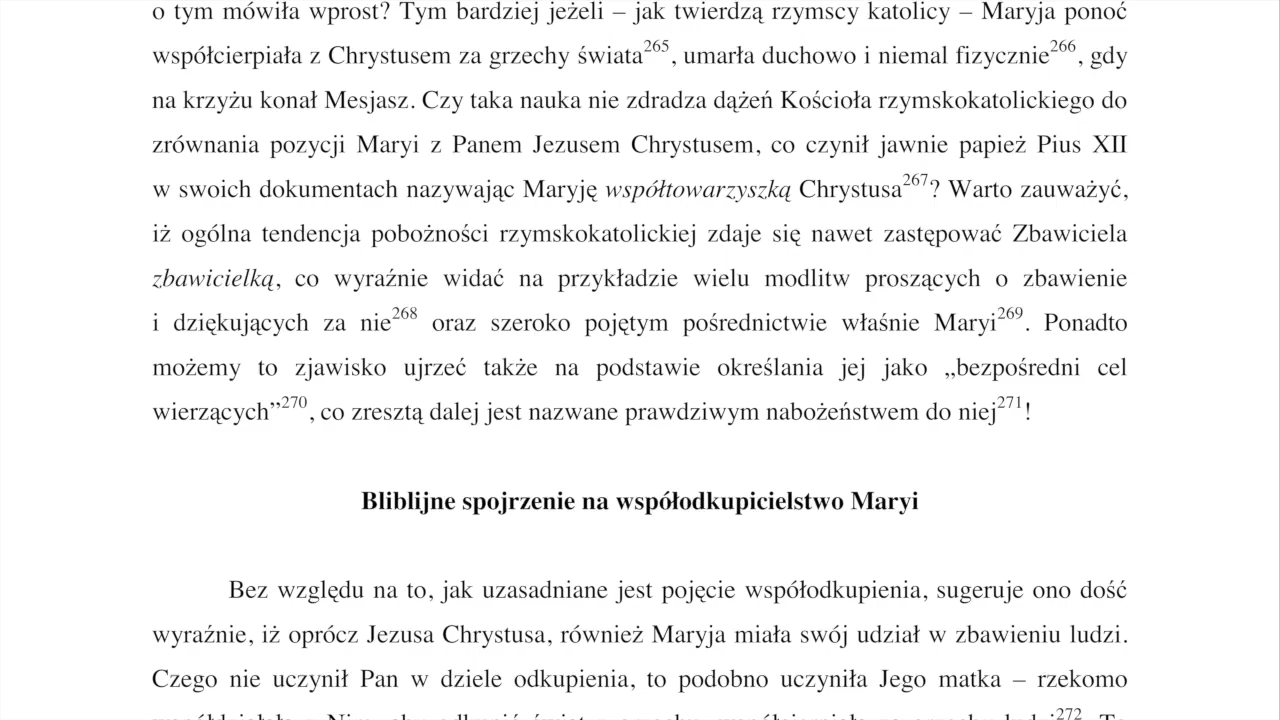 o tym mówiła wprost? Tym bardziej jeżeli – jak twierdzą rzymscy katolicy – Maryja ponoć
współcierpiała z Chrystusem za grzechy świata265, umarła duchowo i niemal fizycznie266, gdy
na krzyżu konał Mesjasz. Czy taka nauka nie zdradza dążeń Kościoła rzymskokatolickiego do
zrównania pozycji Maryi z Panem Jezusem Chrystusem, co czynił jawnie papież Pius XII
w swoich dokumentach nazywając Maryję współtowarzyszką Chrystusa267? Warto zauważyć,
iż ogólna tendencja pobożności rzymskokatolickiej zdaje się nawet zastępować Zbawiciela
zbawicielką, co wyraźnie widać na przykładzie wielu modlitw proszących o zbawienie
i dziękujących za nie268 oraz szeroko pojętym pośrednictwie właśnie Maryi269. Ponadto
możemy to zjawisko ujrzeć także na podstawie określania jej jako „bezpośredni cel
wierzących”270, co zresztą dalej jest nazwane prawdziwym nabożeństwem do niej271!
Bliblijne spojrzenie na współodkupicielstwo Maryi
Bez względu na to, jak uzasadniane jest pojęcie współodkupienia, sugeruje ono dość
wyraźnie, iż oprócz Jezusa Chrystusa, również Maryja miała swój udział w zbawieniu ludzi.
Czego nie uczynił Pan w dziele odkupienia, to podobno uczyniła Jego matka – rzekomo
272